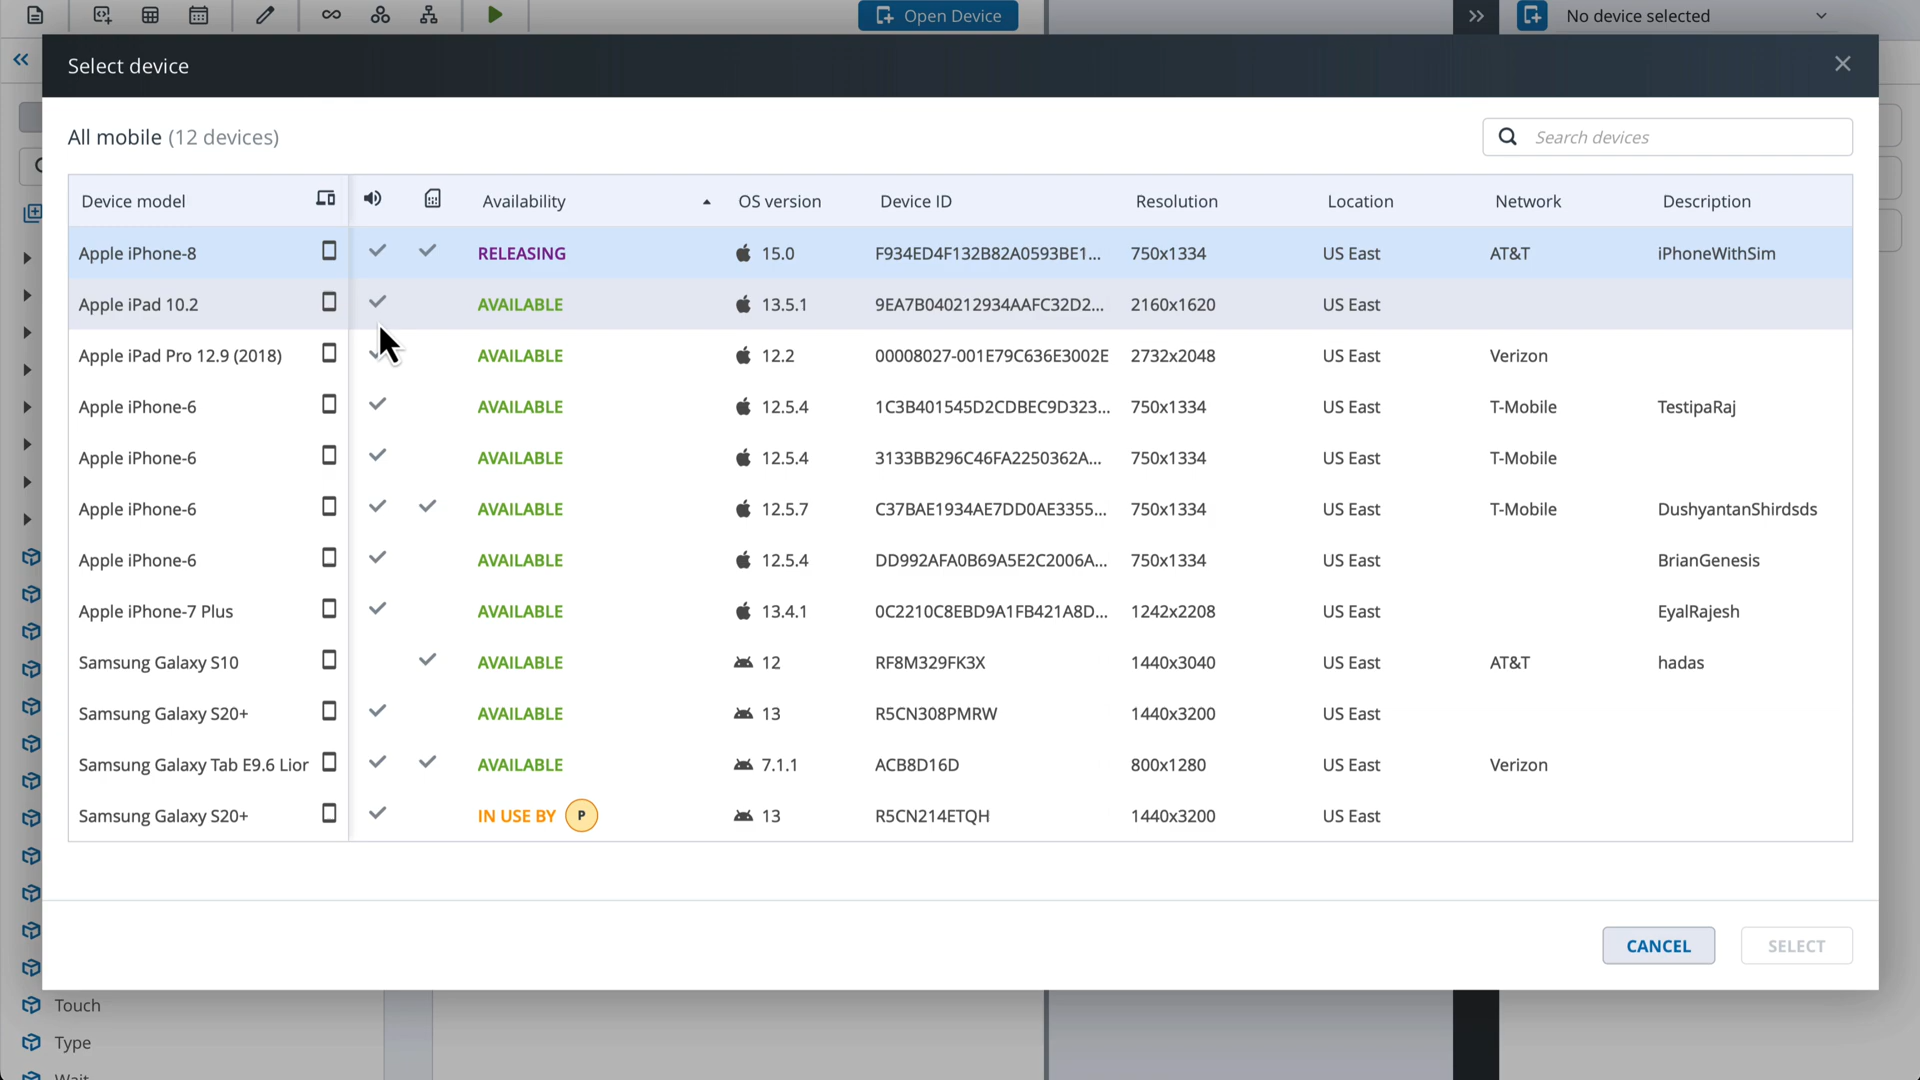 Open Device
No device selected
Select device
All mobile (12 devices)
Search devices
Device model Availability OS version Device ID Resolution Location Network Description
Apple iPhone-8 RELEASING 15.0 F934ED4F132B82A0593BE1... 750x1334 US East AT&T iPhoneWithSim
Apple iPad 10.2 AVAILABLE 13.5.1 9EA7B040212934AAFC32D2... 2160x1620 US East
Apple iPad Pro 12.9 (2018) AVAILABLE 12.2 00008027-001E79C636E3002E 2732x2048 US East Verizon
Apple iPhone-6 AVAILABLE 12.5.4 1C3B401545D2CDBEC9D323... 750x1334 US East T-Mobile TestipaRaj
Apple iPhone-6 AVAILABLE 12.5.4 3133BB296C46FA2250362A... 750x1334 US East T-Mobile
Apple iPhone-6 AVAILABLE 12.5.7 C37BAE1934AE7DD0AE3355... 750x1334 US East T-Mobile DushyantanShirdsds
Apple iPhone-6 AVAILABLE 12.5.4 DD992AFA0B69A5E2C2006A... 750x1334 US East BrianGenesis
Apple iPhone-7 Plus AVAILABLE 13.4.1 0C2210C8EBD9A1FB421A8D... 1242x2208 US East EyalRajesh
Samsung Galaxy S10 AVAILABLE 12 RF8M329FK3X 1440x3040 US East AT&T hadas
Samsung Galaxy S20+ AVAILABLE 13 R5CN308PMRW 1440x3200 US East
Samsung Galaxy Tab E9.6 Lior AVAILABLE 7.1.1 ACB8D16D 800x1280 US East Verizon
Samsung Galaxy S20+ IN USE BY P 13 R5CN214ETQH 1440x3200 US East
CANCEL SELECT
Touch
Type